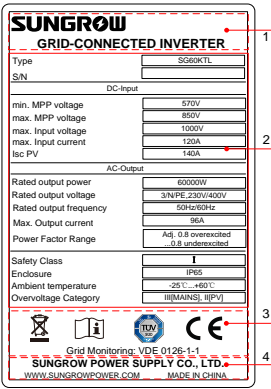 SUNGROW
GRID-CONNECTED INVERTER
1
Type SG60KTL
S/N
DC-Input
min. MPP voltage 570V
max. MPP voltage 850V
max. Input voltage 1000V
max. Input current 120A
2
Isc PV 140A
AC-Output
Rated output power 60000W
Rated output voltage 3/N/PE,230V/400V
Rated output frequency 50Hz/60Hz
Max. Output current 96A
Power Factor Range Adj. 0.8 overexcited
...0.8 underexcited
Safety Class I
Enclosure IP65
Ambient temperature -25℃...+60℃
Overvoltage Category III[MAINS], II[PV]
3
TÜV
SÜD
CE
Grid Monitoring: VDE 0126-1-1
4
SUNGROW POWER SUPPLY CO., LTD.
WWW.SUNGROWPOWER.COM MADE IN CHINA